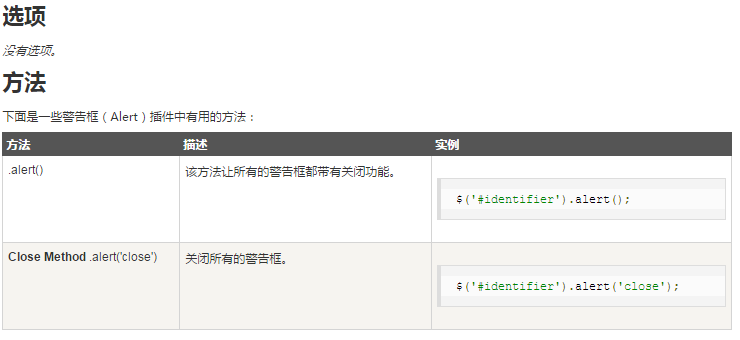 选项
没有选项。
方法
下面是一些警告框（Alert）插件中有用的方法：
方法 描述 实例
.alert() 该方法让所有的警告框都带有关闭功能。 $('#identifier').alert();
Close Method .alert('close') 关闭所有的警告框。 $('#identifier').alert('close');